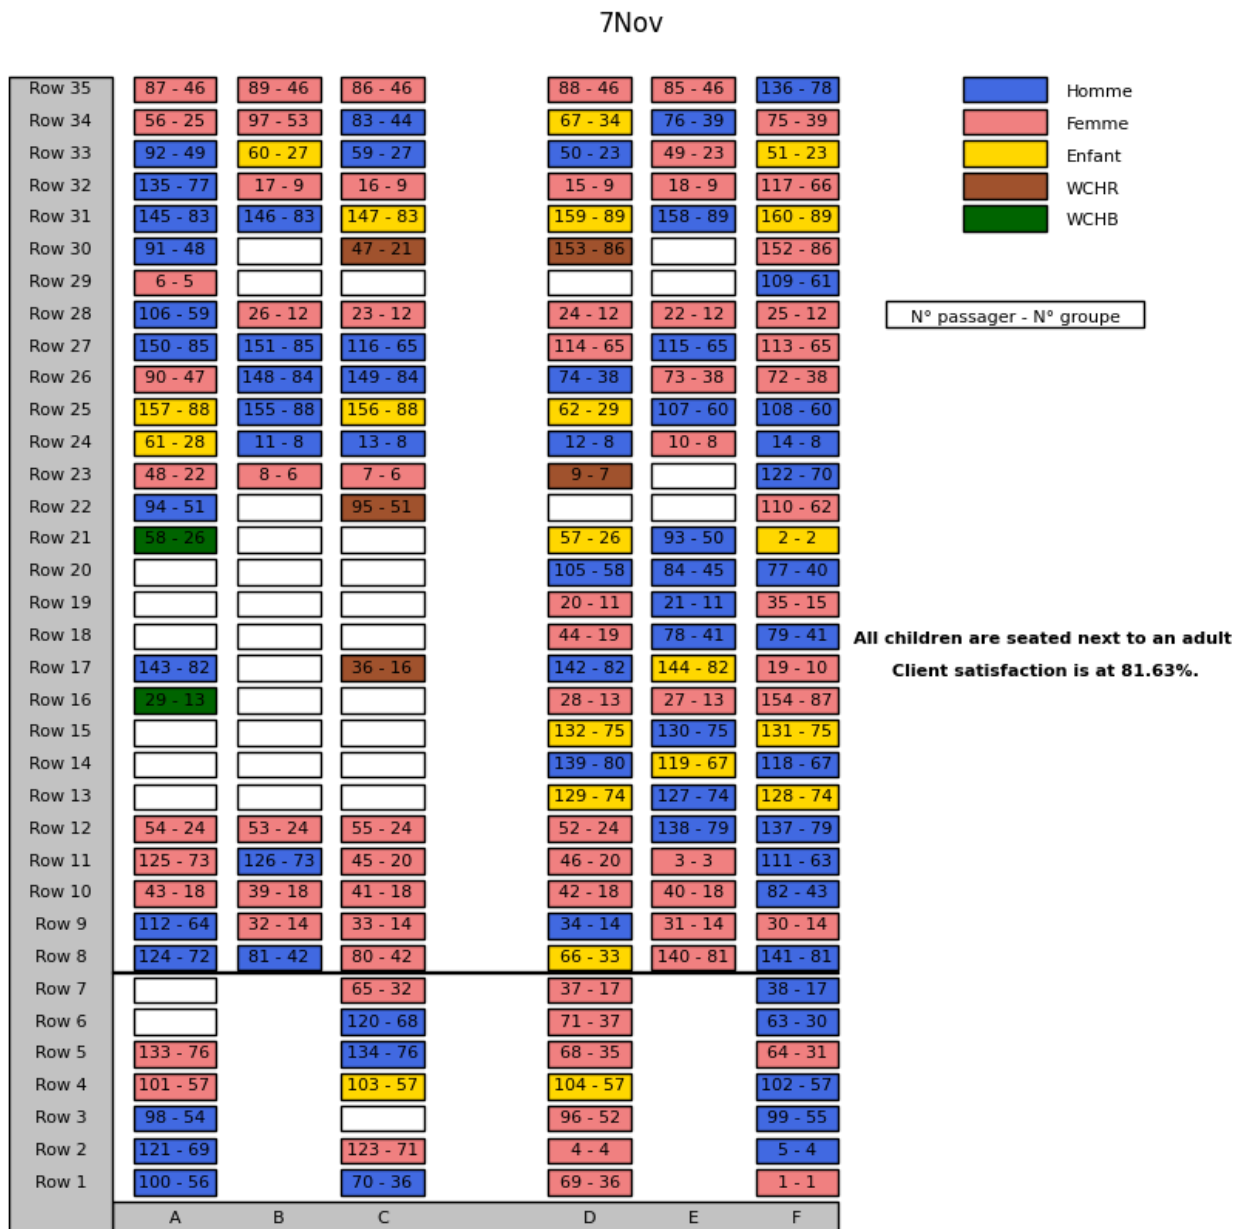 7Nov
Row 35 87 - 46 89 - 46 86 - 46 88 - 46 85 - 46 136 - 78 Homme
Row 34 56 - 25 97 - 53 83 - 44 67 - 34 76 - 39 75 - 39 Femme
Row 33 92 - 49 60 - 27 59 - 27 50 - 23 49 - 23 51 - 23 Enfant
Row 32 135 - 77 17 - 9 16 - 9 15 - 9 18 - 9 117 - 66 WCHR
Row 31 145 - 83 146 - 83 147 - 83 159 - 89 158 - 89 160 - 89 WCHB
Row 30 91 - 48 47 - 21 153 - 86 152 - 86
Row 29 6 - 5 109 - 61
Row 28 106 - 59 26 - 12 23 - 12 24 - 12 22 - 12 25 - 12 N° passager - N° groupe
Row 27 150 - 85 151 - 85 116 - 65 114 - 65 115 - 65 113 - 65
Row 26 90 - 47 148 - 84 149 - 84 74 - 38 73 - 38 72 - 38
Row 25 157 - 88 155 - 88 156 - 88 62 - 29 107 - 60 108 - 60
Row 24 61 - 28 11 - 8 13 - 8 12 - 8 10 - 8 14 - 8
Row 23 48 - 22 8 - 6 7 - 6 9 - 7 122 - 70
Row 22 94 - 51 95 - 51 110 - 62
Row 21 58 - 26 57 - 26 93 - 50 2 - 2
Row 20 105 - 58 84 - 45 77 - 40
Row 19 20 - 11 21 - 11 35 - 15
Row 18 44 - 19 78 - 41 79 - 41 All children are seated next to an adult
Row 17 143 - 82 36 - 16 142 - 82 144 - 82 19 - 10 Client satisfaction is at 81.63%.
Row 16 29 - 13 28 - 13 27 - 13 154 - 87
Row 15 132 - 75 130 - 75 131 - 75
Row 14 139 - 80 119 - 67 118 - 67
Row 13 129 - 74 127 - 74 128 - 74
Row 12 54 - 24 53 - 24 55 - 24 52 - 24 138 - 79 137 - 79
Row 11 125 - 73 126 - 73 45 - 20 46 - 20 3 - 3 111 - 63
Row 10 43 - 18 39 - 18 41 - 18 42 - 18 40 - 18 82 - 43
Row 9 112 - 64 32 - 14 33 - 14 34 - 14 31 - 14 30 - 14
Row 8 124 - 72 81 - 42 80 - 42 66 - 33 140 - 81 141 - 81
Row 7 65 - 32 37 - 17 38 - 17
Row 6 120 - 68 71 - 37 63 - 30
Row 5 133 - 76 134 - 76 68 - 35 64 - 31
Row 4 101 - 57 103 - 57 104 - 57 102 - 57
Row 3 98 - 54 96 - 52 99 - 55
Row 2 121 - 69 123 - 71 4 - 4 5 - 4
Row 1 100 - 56 70 - 36 69 - 36 1 - 1
A B C D E F